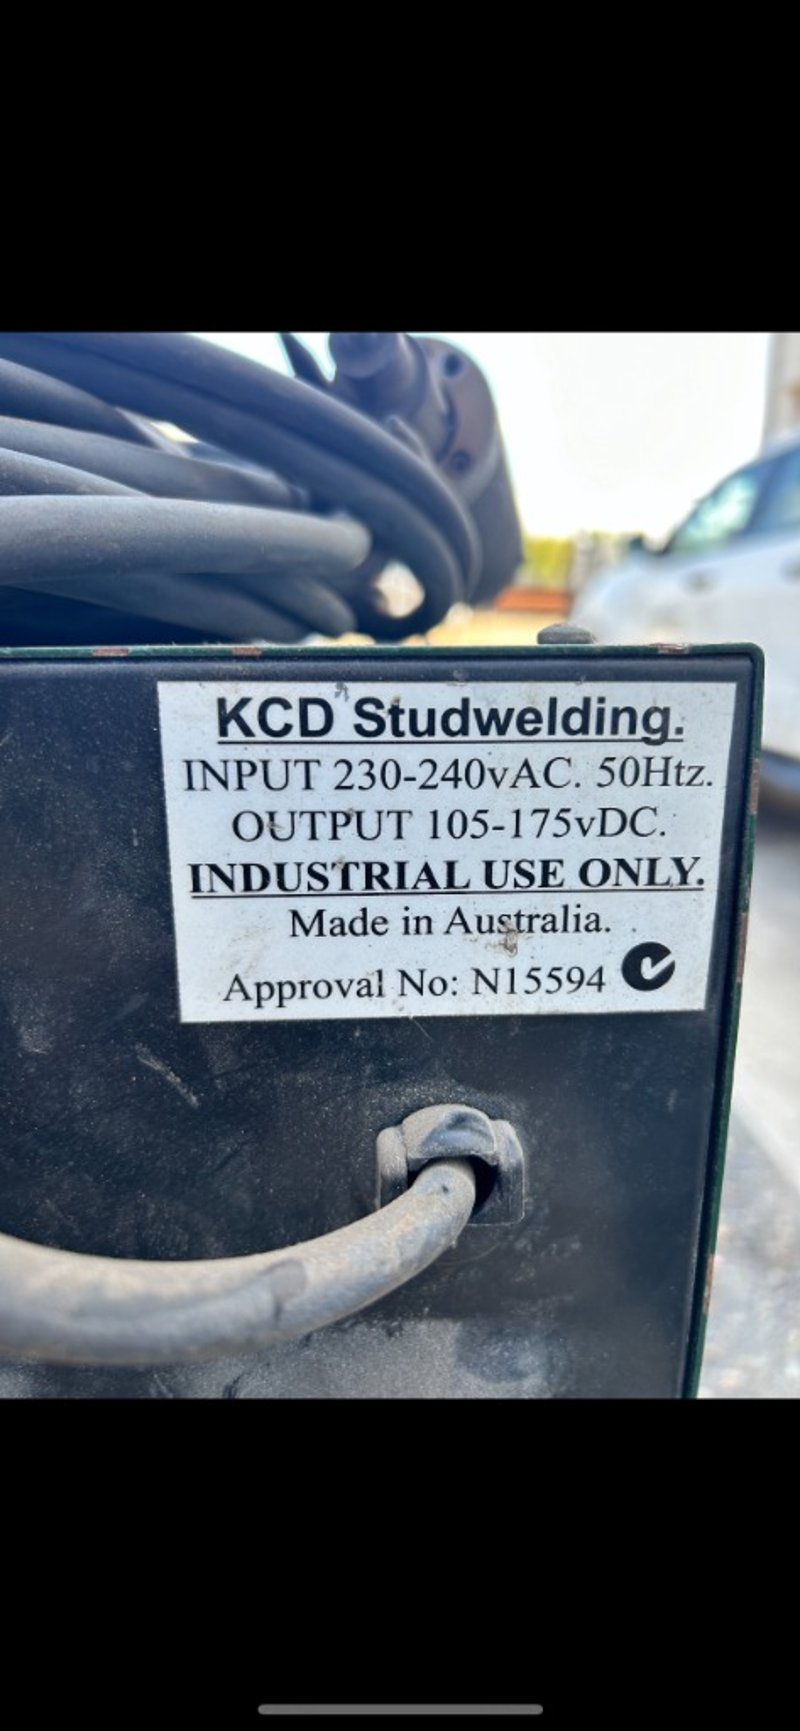 KCD Studwelding.
INPUT 230-240vAC. 50Htz.
OUTPUT 105-175vDC.
INDUSTRIAL USE ONLY.
Made in Australia.
Approval No: N15594